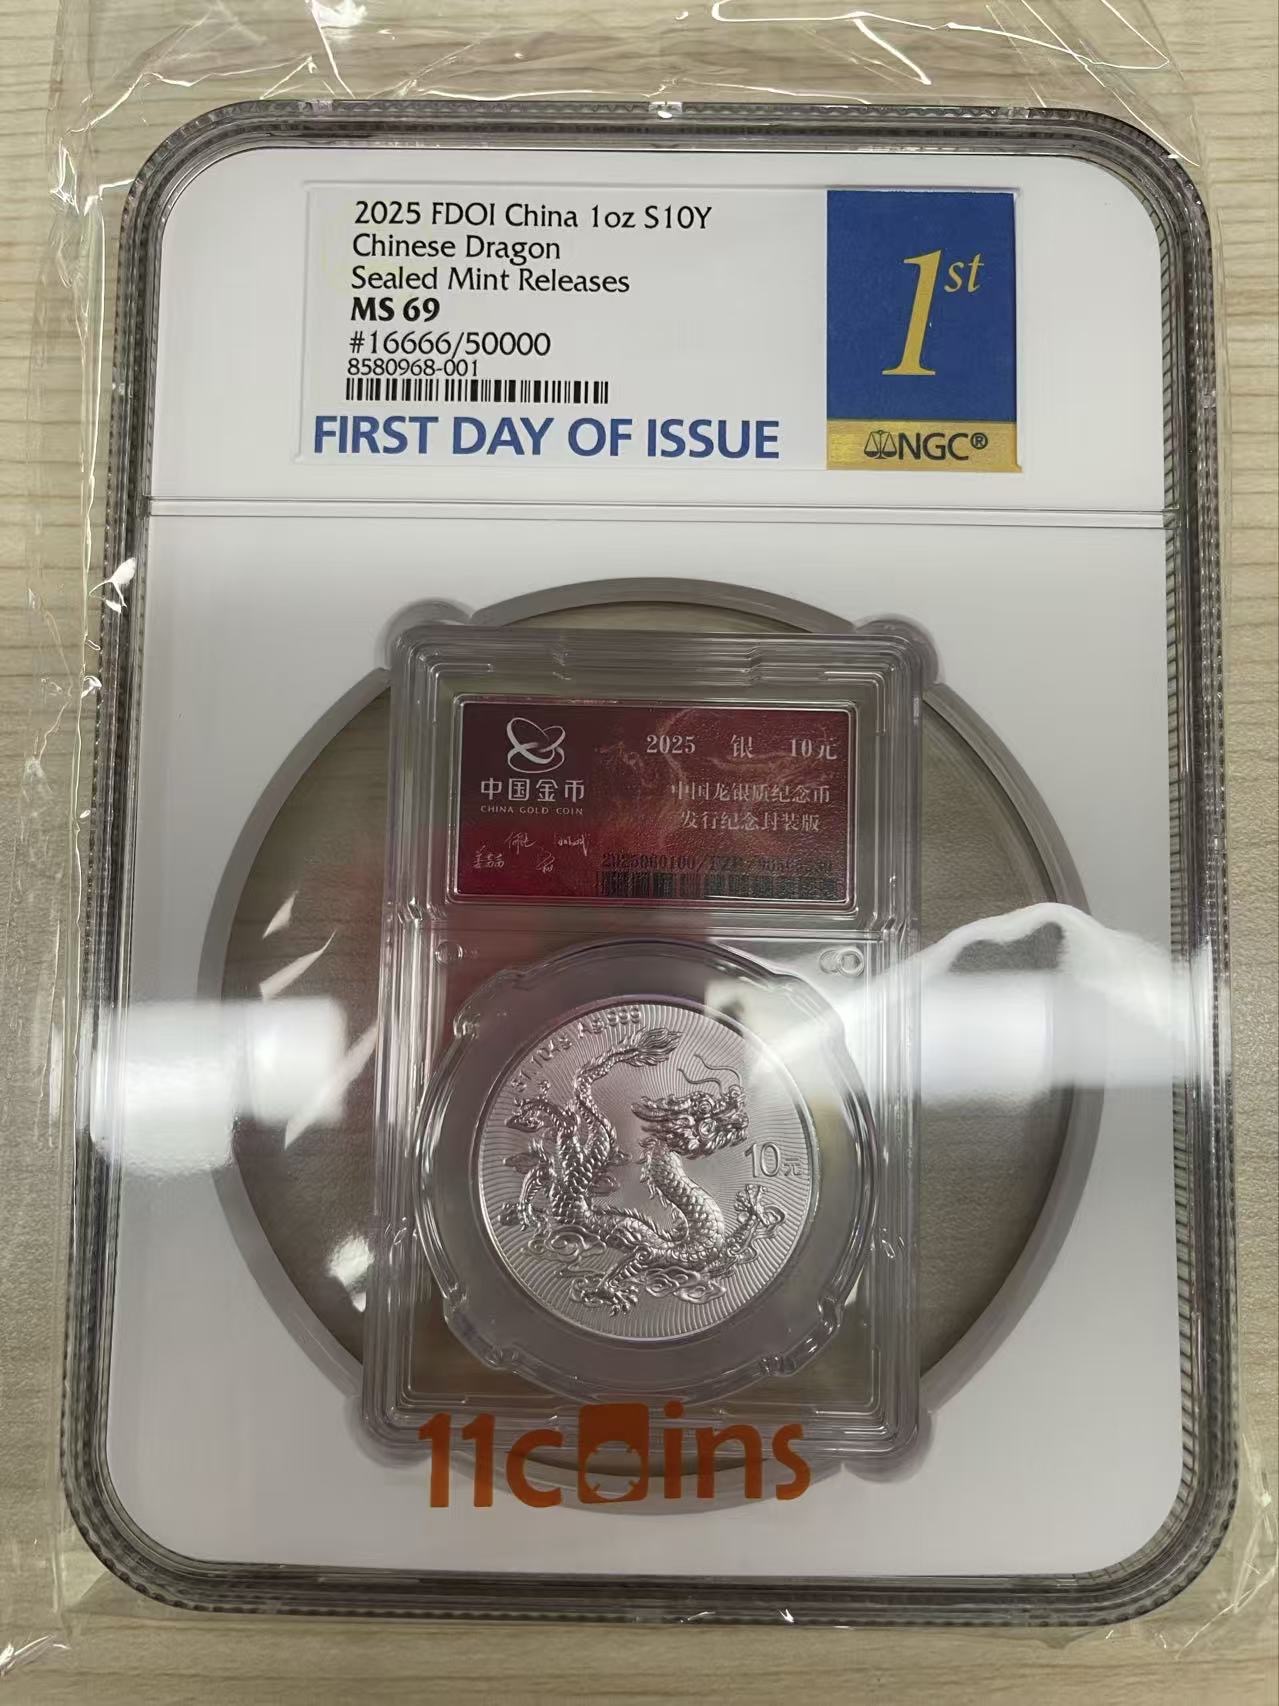 2025 FDOI China 1oz S10Y
Chinese Dragon
Sealed Mint Releases
MS 69
#16666/50000
8580968-001
FIRST DAY OF ISSUE
1st
NGC®
中国金币
CHINA GOLD COIN
2025 银 10元
中国龙银质纪念币
发行纪念封装版
Ag999
10元
11coins